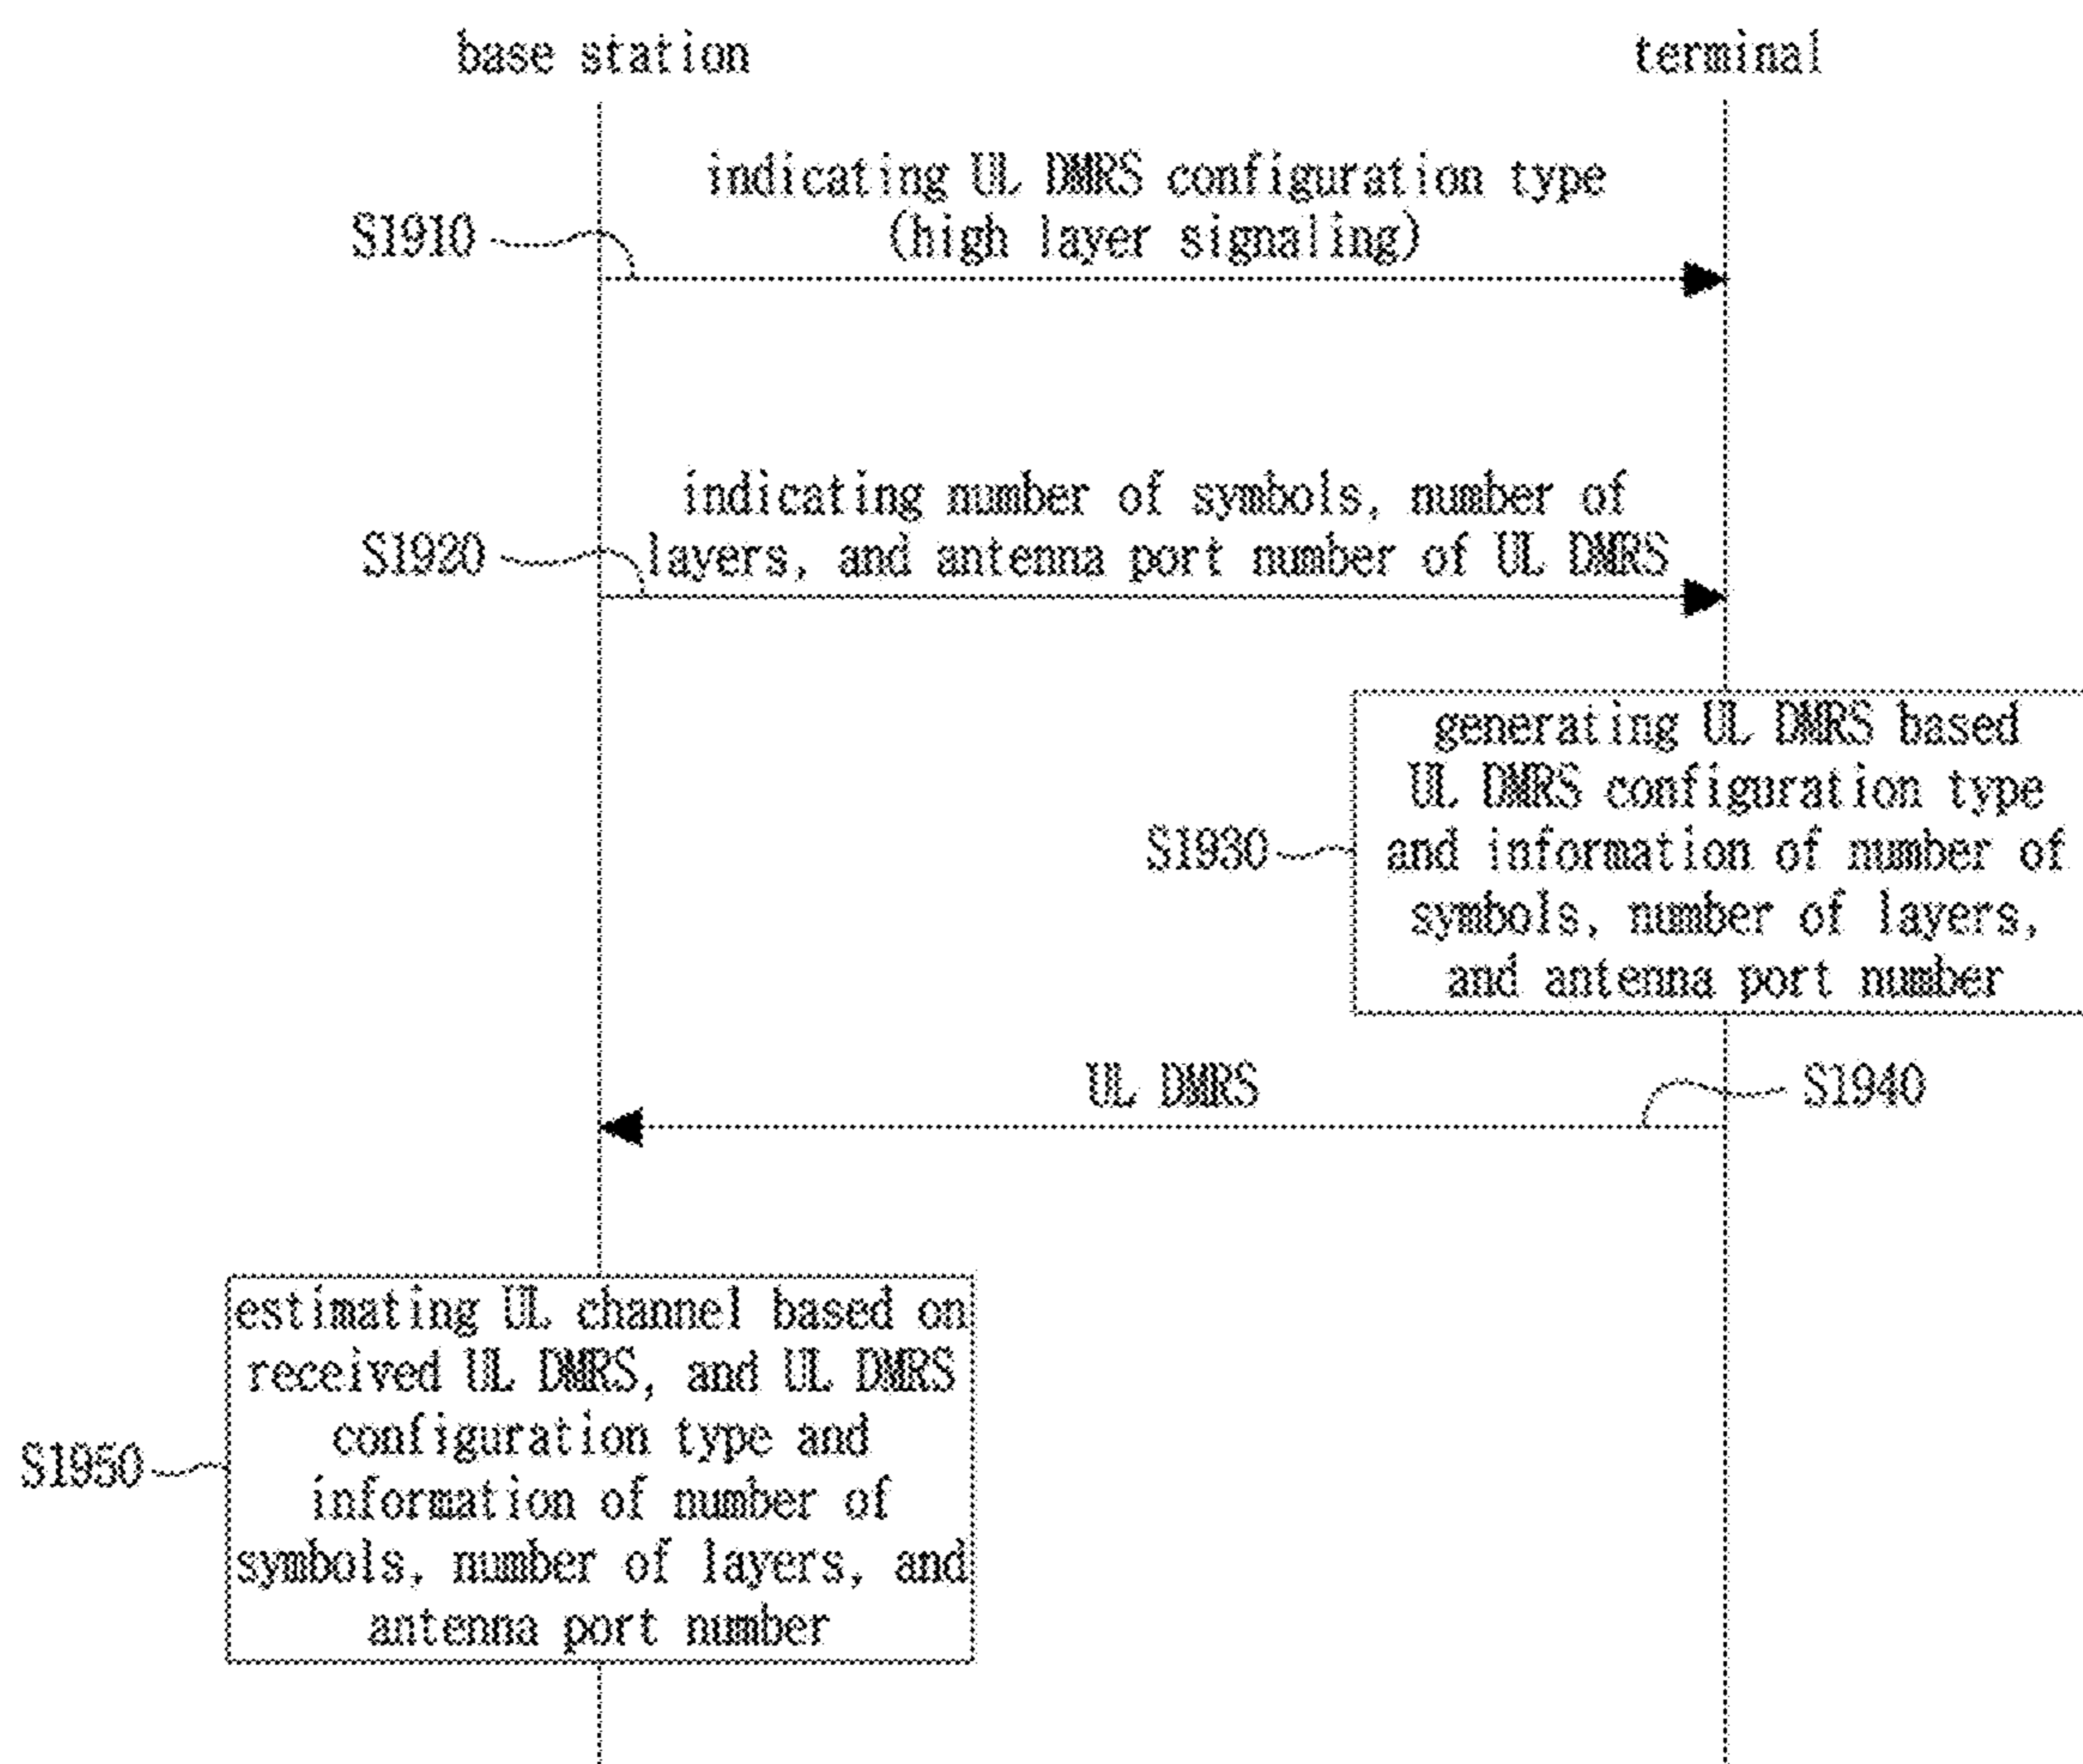 base station
terminal
indicating UL DMRS configuration type
(high layer signaling)
S1910
indicating number of symbols, number of
layers, and antenna port number of UL DMRS
S1920
generating UL DMRS based
UL DMRS configuration type
and information of number of
symbols, number of layers,
and antenna port number
S1930
UL DMRS
S1940
estimating UL channel based on
received UL DMRS, and UL DMRS
configuration type and
information of number of
symbols, number of layers, and
antenna port number
S1950